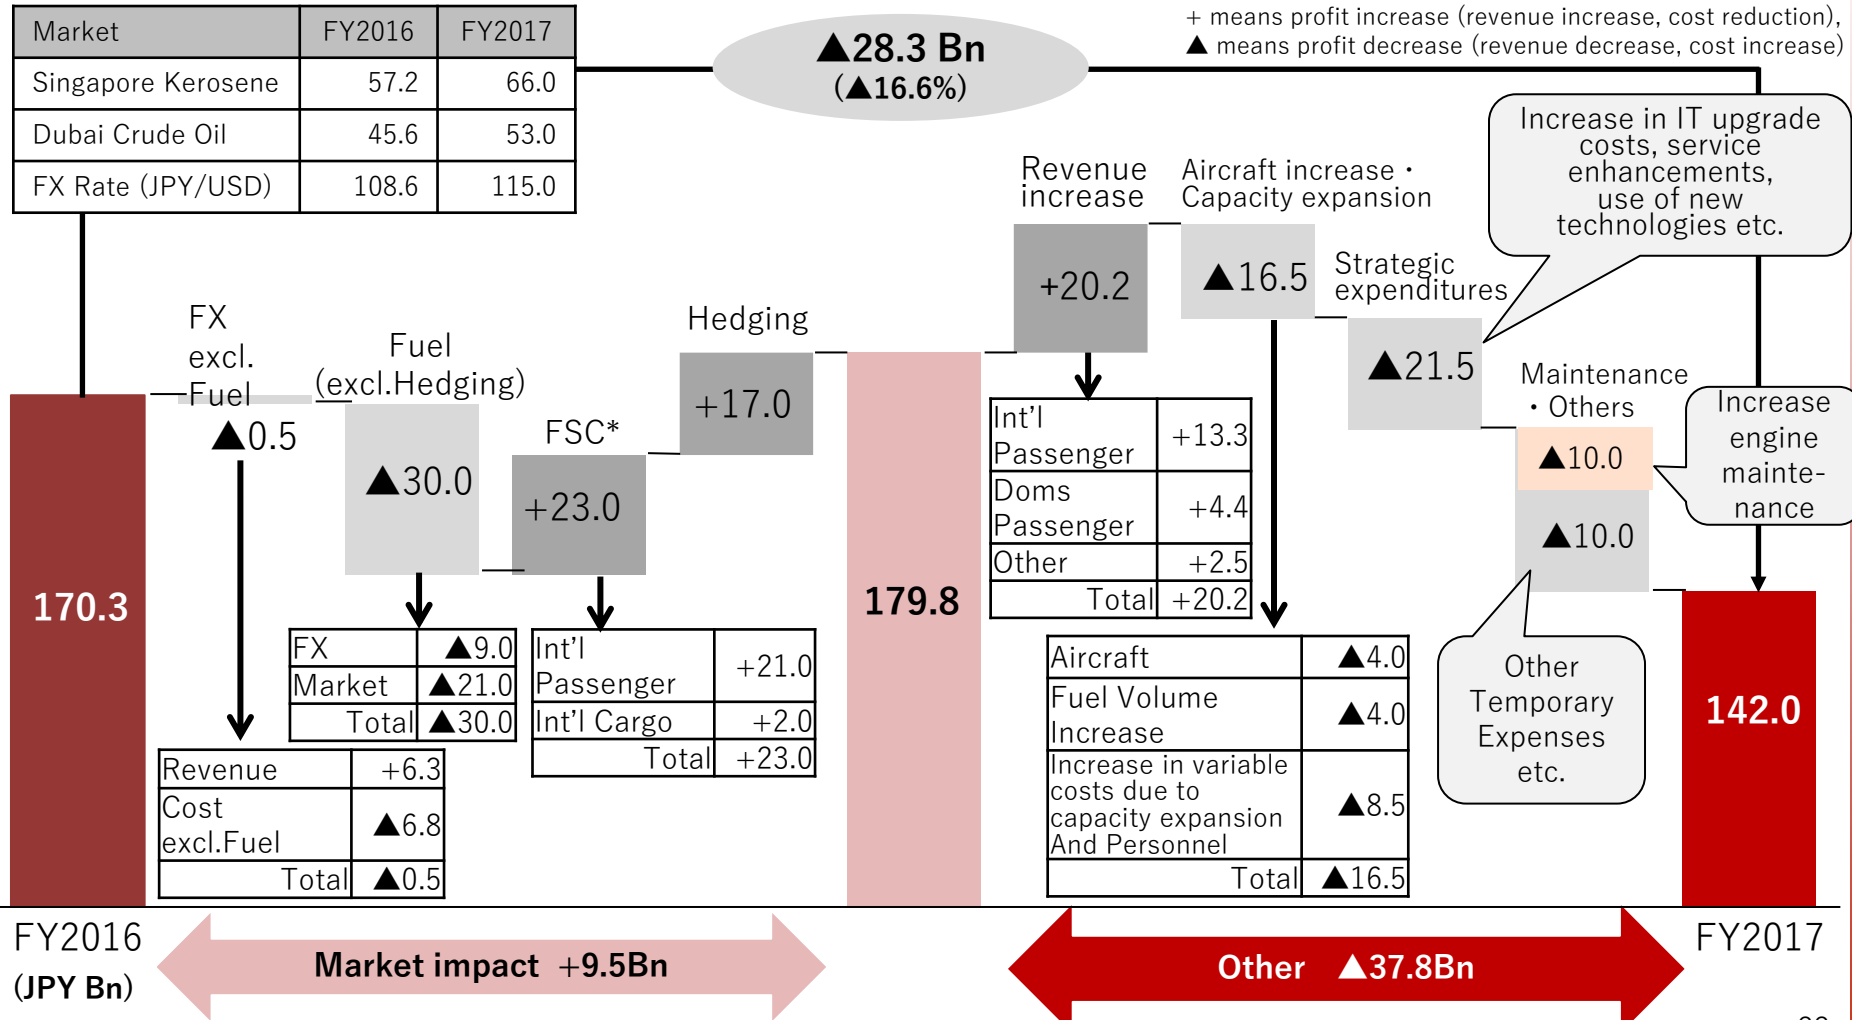 Market FY2016 FY2017
Singapore Kerosene 57.2 66.0
Dubai Crude Oil 45.6 53.0
FX Rate (JPY/USD) 108.6 115.0
▲28.3 Bn
(▲16.6%)
+ means profit increase (revenue increase, cost reduction),
▲ means profit decrease (revenue decrease, cost increase)
Increase in IT upgrade
costs, service
enhancements,
use of new
technologies etc.
170.3
FX
excl.
Fuel
▲0.5
Fuel
(excl.Hedging)
▲30.0
FSC*
+23.0
Hedging
+17.0
179.8
Revenue
increase
+20.2
Aircraft increase・
Capacity expansion
▲16.5
Strategic
expenditures
▲21.5
Maintenance
・Others
▲10.0
▲10.0
Increase
engine
mainte-
nance
Other
Temporary
Expenses
etc.
142.0
Revenue +6.3
Cost
excl.Fuel ▲6.8
Total ▲0.5
FX ▲9.0
Market ▲21.0
Total ▲30.0
Int'l
Passenger +21.0
Int'l Cargo +2.0
Total +23.0
Int'l
Passenger +13.3
Doms
Passenger +4.4
Other +2.5
Total +20.2
Aircraft ▲4.0
Fuel Volume
Increase ▲4.0
Increase in variable
costs due to
capacity expansion
And Personnel ▲8.5
Total ▲16.5
FY2016
(JPY Bn)
Market impact +9.5Bn
Other ▲37.8Bn
FY2017